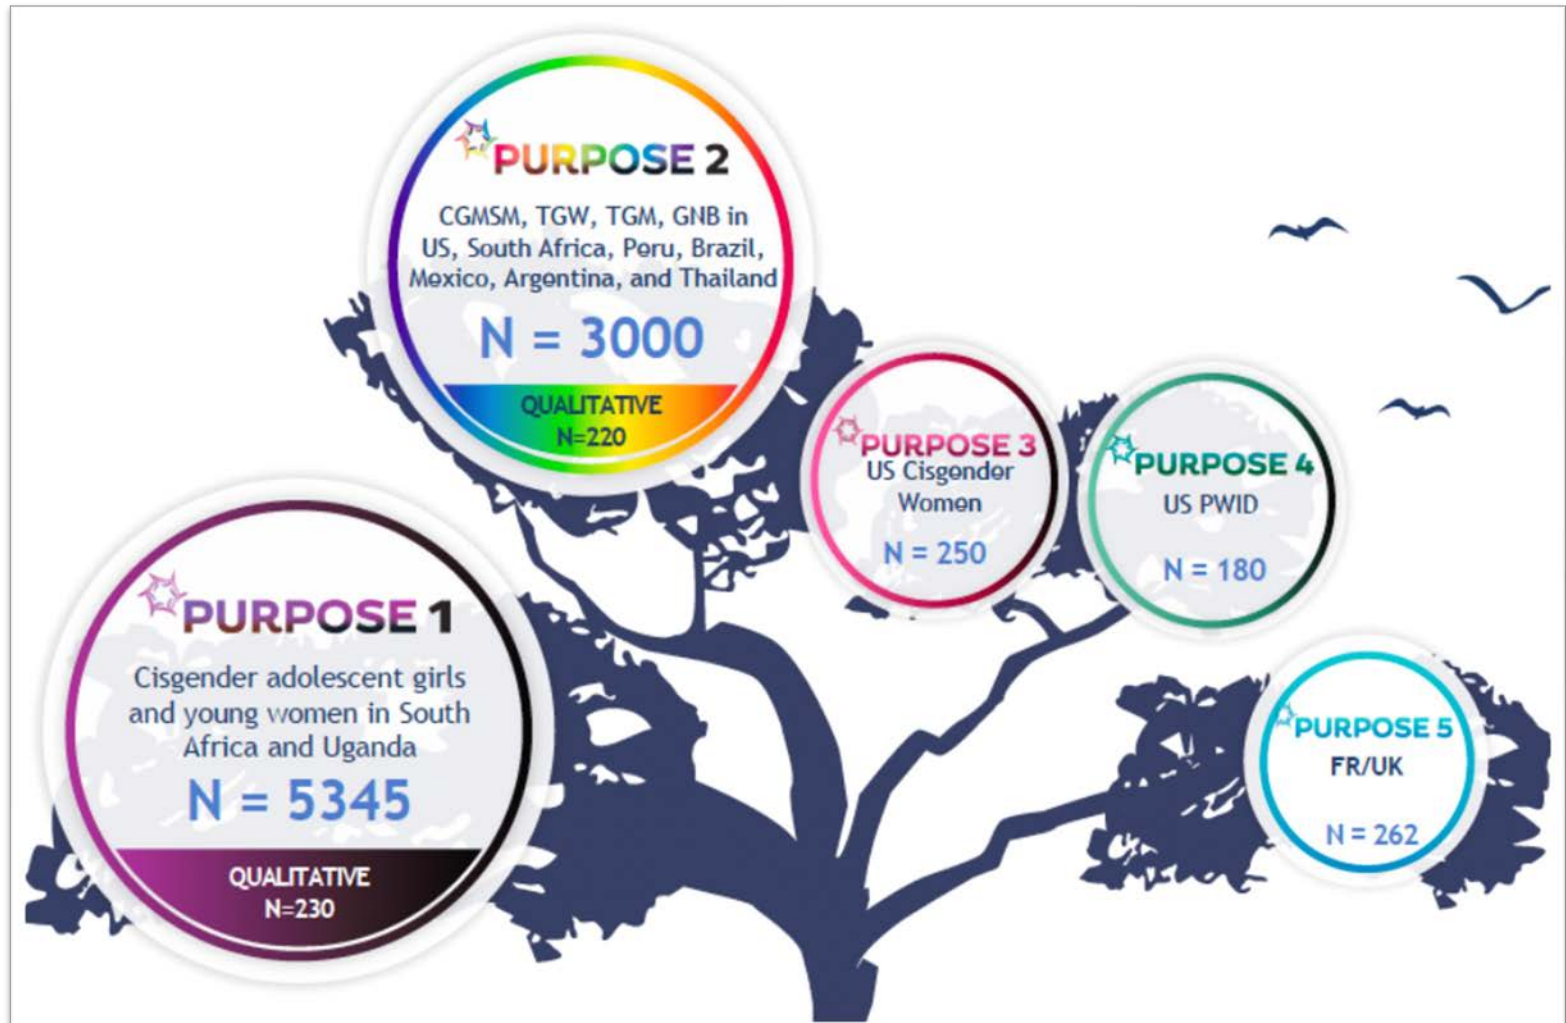 PURPOSE 2
CGMSM, TGW, TGM, GNB in
US, South Africa, Peru, Brazil,
Mexico, Argentina, and Thailand
N = 3000
QUALITATIVE
N=220
PURPOSE 3
US Cisgender
Women
N = 250
PURPOSE 4
US PWID
N = 180
PURPOSE 1
Cisgender adolescent girls
and young women in South
Africa and Uganda
N = 5345
QUALITATIVE
N=230
PURPOSE 5
FR/UK
N = 262